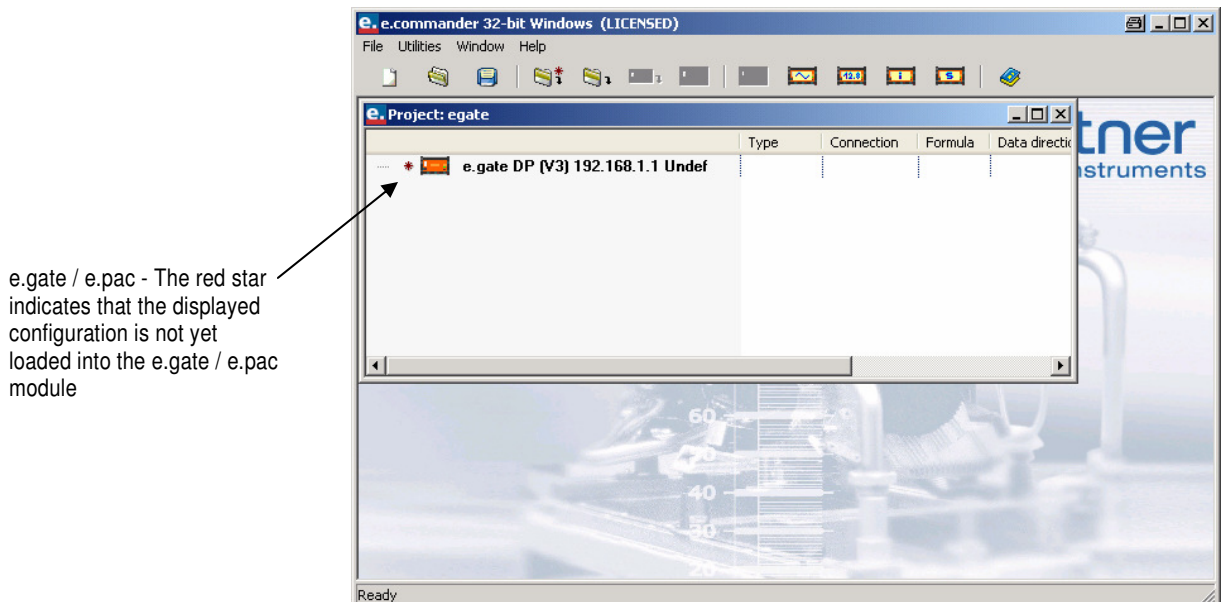 e. e.commander 32-bit Windows (LICENSED)
File Utilities Window Help
12.8 i S
e. Project: egate
Type Connection Formula Data directi
e.gate DP (V3) 192.168.1.1 Undef
tner
nstruments
e.gate / e.pac - The red star
indicates that the displayed
configuration is not yet
loaded into the e.gate / e.pac
module
60
40
30
20
Ready